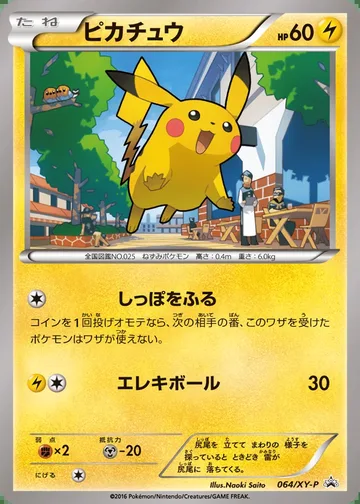 たね
ピカチュウ
HP60
全国図鑑NO.025 ねずみポケモン 高さ:0.4m 重さ:6.0kg
しっぽをふる
コインを1回投げオモテなら、次の相手の番、このワザを受けた
ポケモンはワザが使えない。
エレキボール 30
弱点 ×2 抵抗力 -20
にげる
尻尾を 立てて まわりの 様子を
探っていると ときどき 雷が
尻尾に 落ちてくる。
Illus.Naoki Saito 064/XY-P
©2016 Pokémon/Nintendo/Creatures/GAME FREAK.